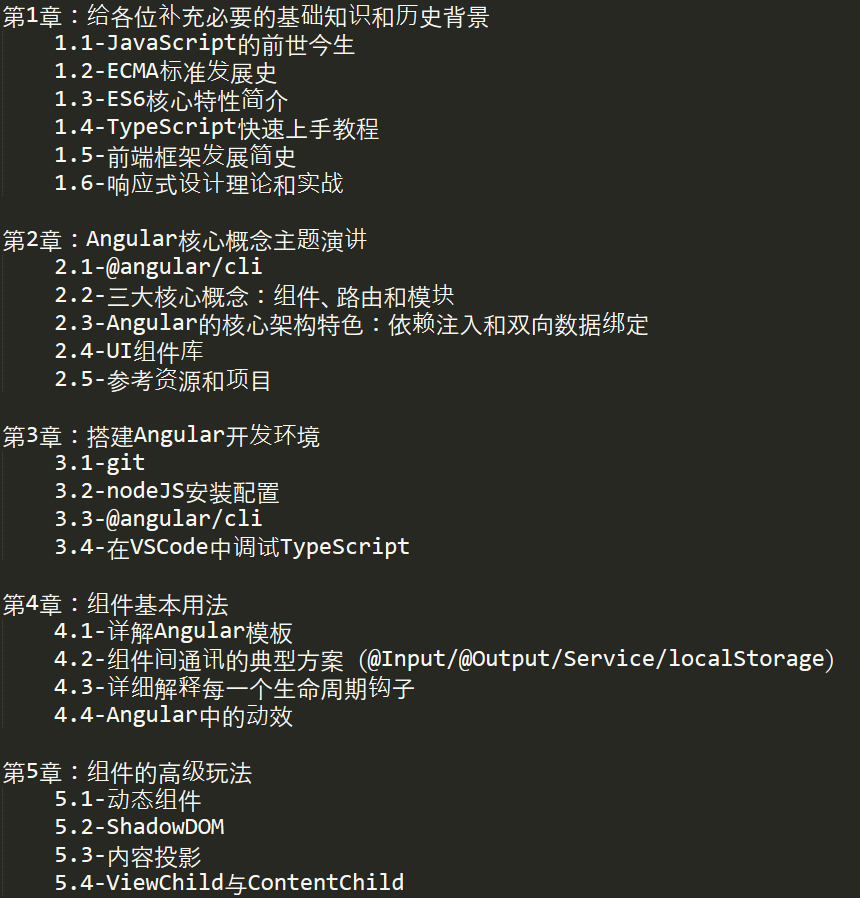 第1章：给各位补充必要的基础知识和历史背景
1.1-JavaScript的前世今生
1.2-ECMA标准发展史
1.3-ES6核心特性简介
1.4-TypeScript快速上手教程
1.5-前端框架发展简史
1.6-响应式设计理论和实战
第2章：Angular核心概念主题演讲
2.1-@angular/cli
2.2-三大核心概念：组件、路由和模块
2.3-Angular的核心架构特色：依赖注入和双向数据绑定
2.4-UI组件库
2.5-参考资源和项目
第3章：搭建Angular开发环境
3.1-git
3.2-nodeJS安装配置
3.3-@angular/cli
3.4-在VSCode中调试TypeScript
第4章：组件基本用法
4.1-详解Angular模板
4.2-组件间通讯的典型方案（@Input/@Output/Service/localStorage）
4.3-详细解释每一个生命周期钩子
4.4-Angular中的动效
第5章：组件的高级玩法
5.1-动态组件
5.2-ShadowDOM
5.3-内容投影
5.4-ViewChild与ContentChild